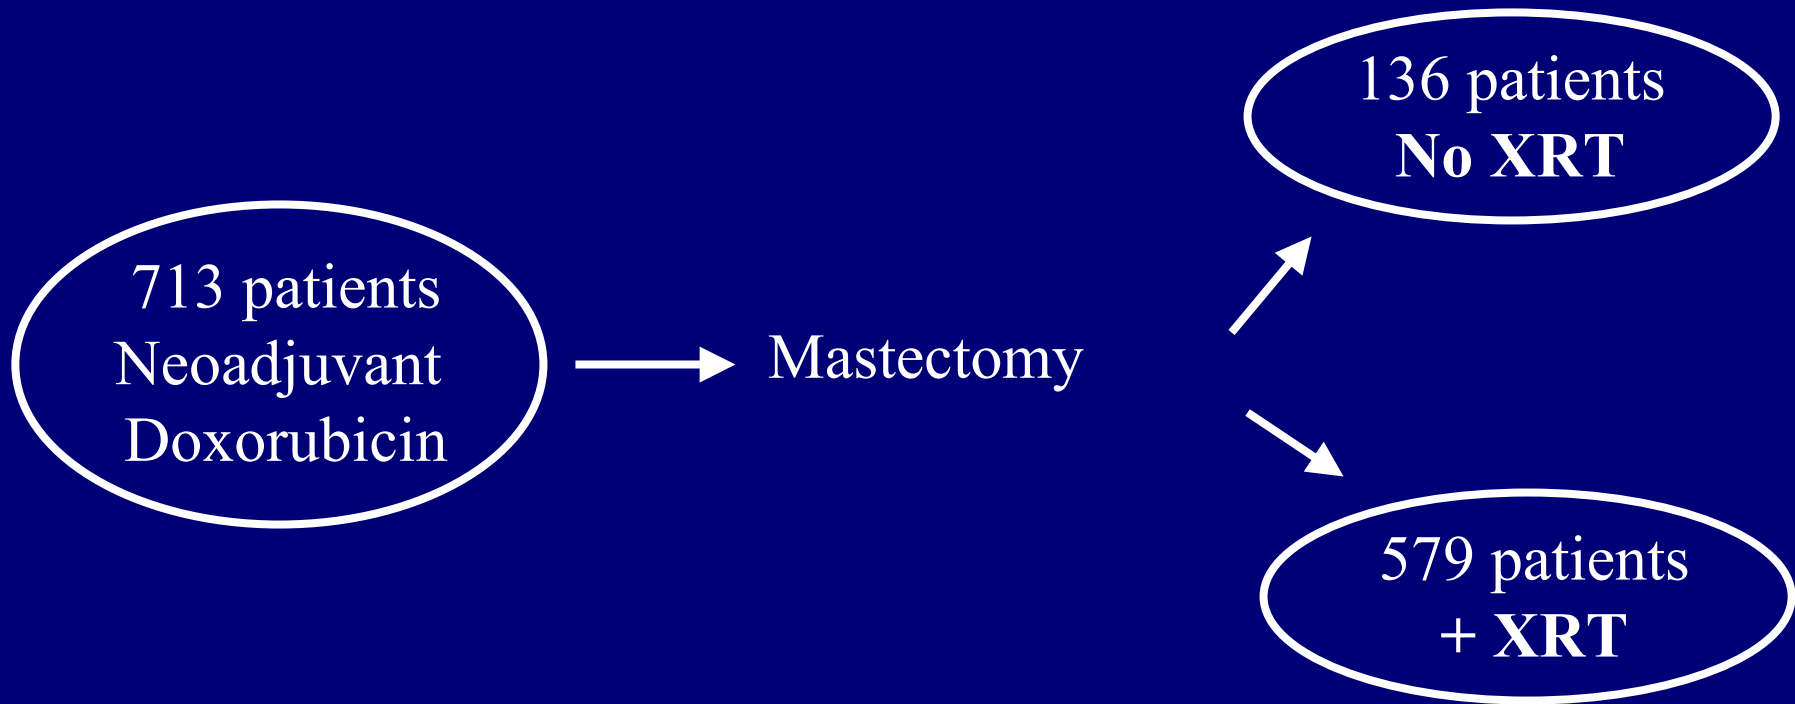 713 patients
Neoadjuvant
Doxorubicin
Mastectomy
136 patients
No XRT
579 patients
+ XRT